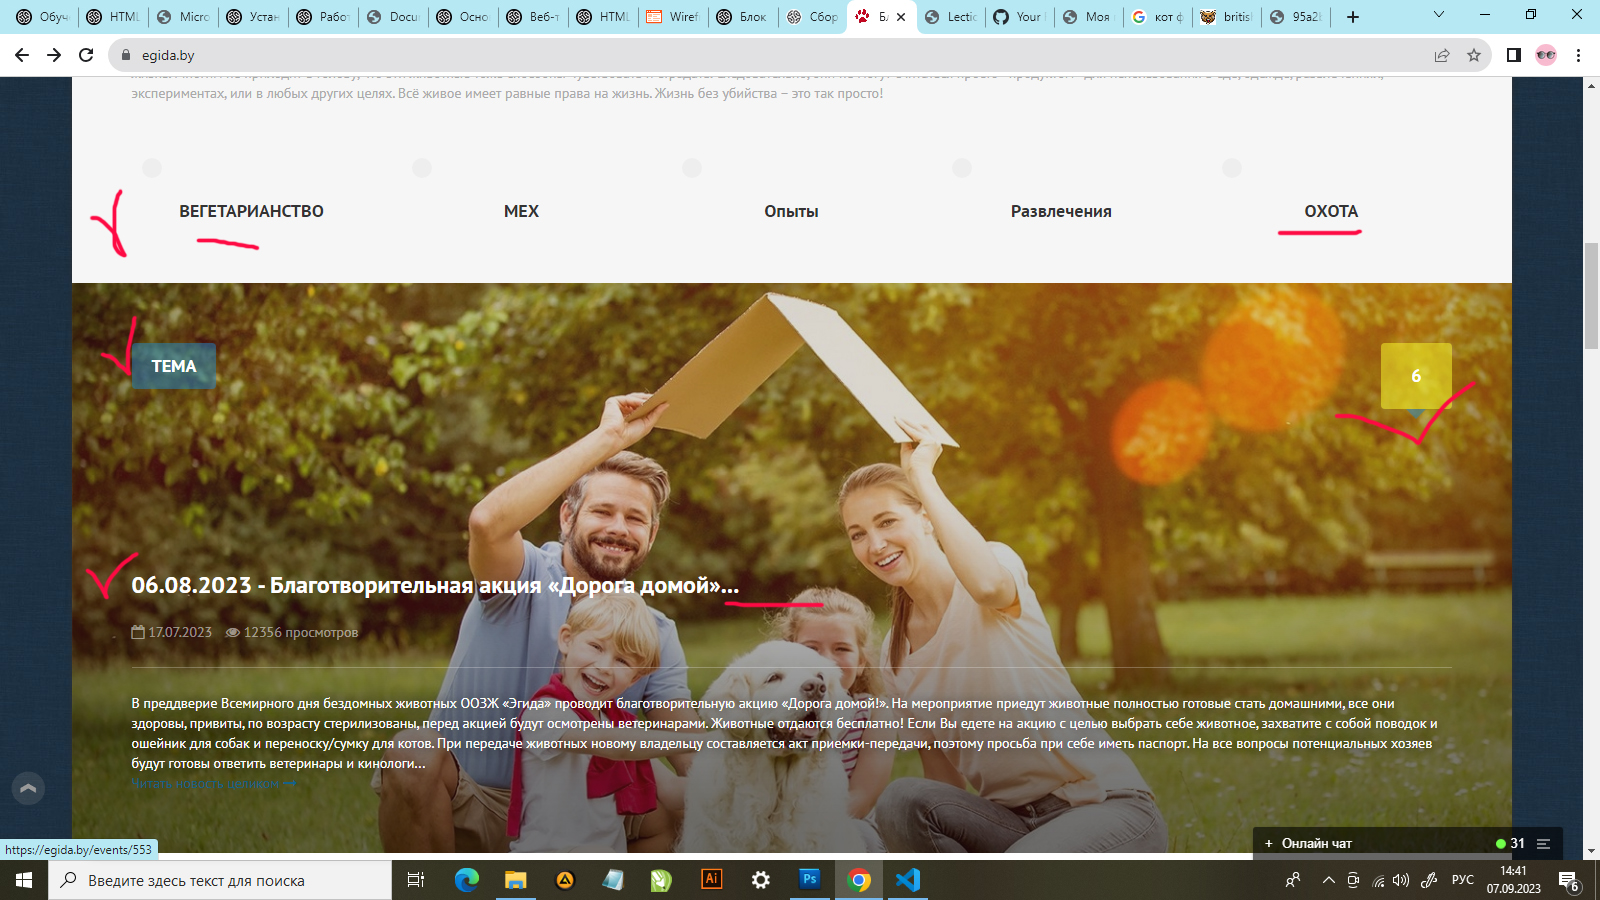 Обуч
HTML
Micro
Устан
Работ
Docu
Осно
Веб-т
HTML
Wiref
Блок
Сбор
Бл
Lectio
Your
Моя
кот ф
british
95a2
egida.by
экспериментах, или в любых других целях. Всё живое имеет равные права на жизнь. Жизнь без убийства – это так просто!
ВЕГЕТАРИАНСТВО МЕХ Опыты Развлечения ОХОТА
ТЕМА
6
06.08.2023 - Благотворительная акция «Дорога домой»...
17.07.2023 12356 просмотров
В преддверие Всемирного дня бездомных животных ООЗЖ «Эгида» проводит благотворительную акцию «Дорога домой!». На мероприятие приедут животные полностью готовые стать домашними, все они
здоровы, привиты, по возрасту стерилизованы, перед акцией будут осмотрены ветеринарами. Животные отдаются бесплатно! Если Вы едете на акцию с целью выбрать себе животное, захватите с собой поводок и
ошейник для собак и переноску/сумку для котов. При передаче животных новому владельцу составляется акт приемки-передачи, поэтому просьба при себе иметь паспорт. На все вопросы потенциальных хозяев
будут готовы ответить ветеринары и кинологи...
Читать новость целиком
+ Онлайн чат 31
https://egida.by/events/553
Введите здесь текст для поиска
Ai
Ps
РУС
14:41
07.09.2023
6